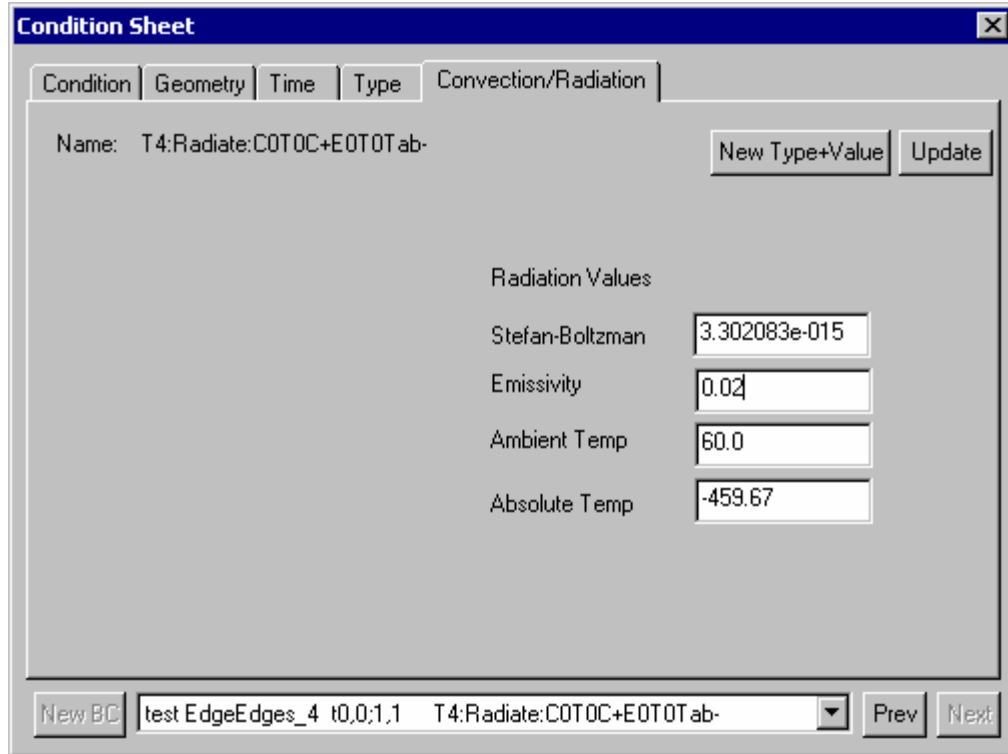 Condition Sheet
Condition Geometry Time Type Convection/Radiation
Name: T4:Radiate:C0T0C+E0T0Tab-
New Type+Value Update
Radiation Values
Stefan-Boltzman 3.302083e-015
Emissivity 0.02
Ambient Temp 60.0
Absolute Temp -459.67
New BC test EdgeEdges_4 t0,0;1,1 T4:Radiate:C0T0C+E0T0Tab- Prev Next